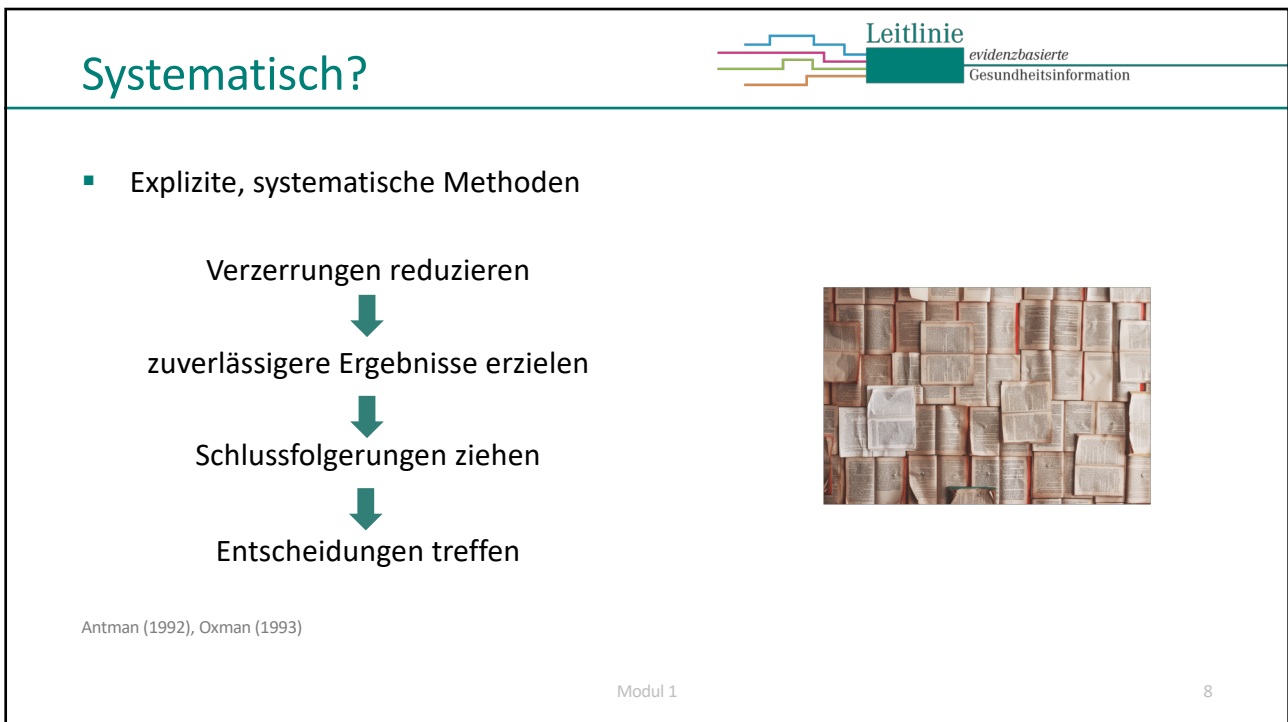 Systematisch?
Leitlinie
evidenzbasierte
Gesundheitsinformation
▪ Explizite, systematische Methoden
Verzerrungen reduzieren
zuverlässigere Ergebnisse erzielen
Schlussfolgerungen ziehen
Entscheidungen treffen
Antman (1992), Oxman (1993)
Modul 1
8